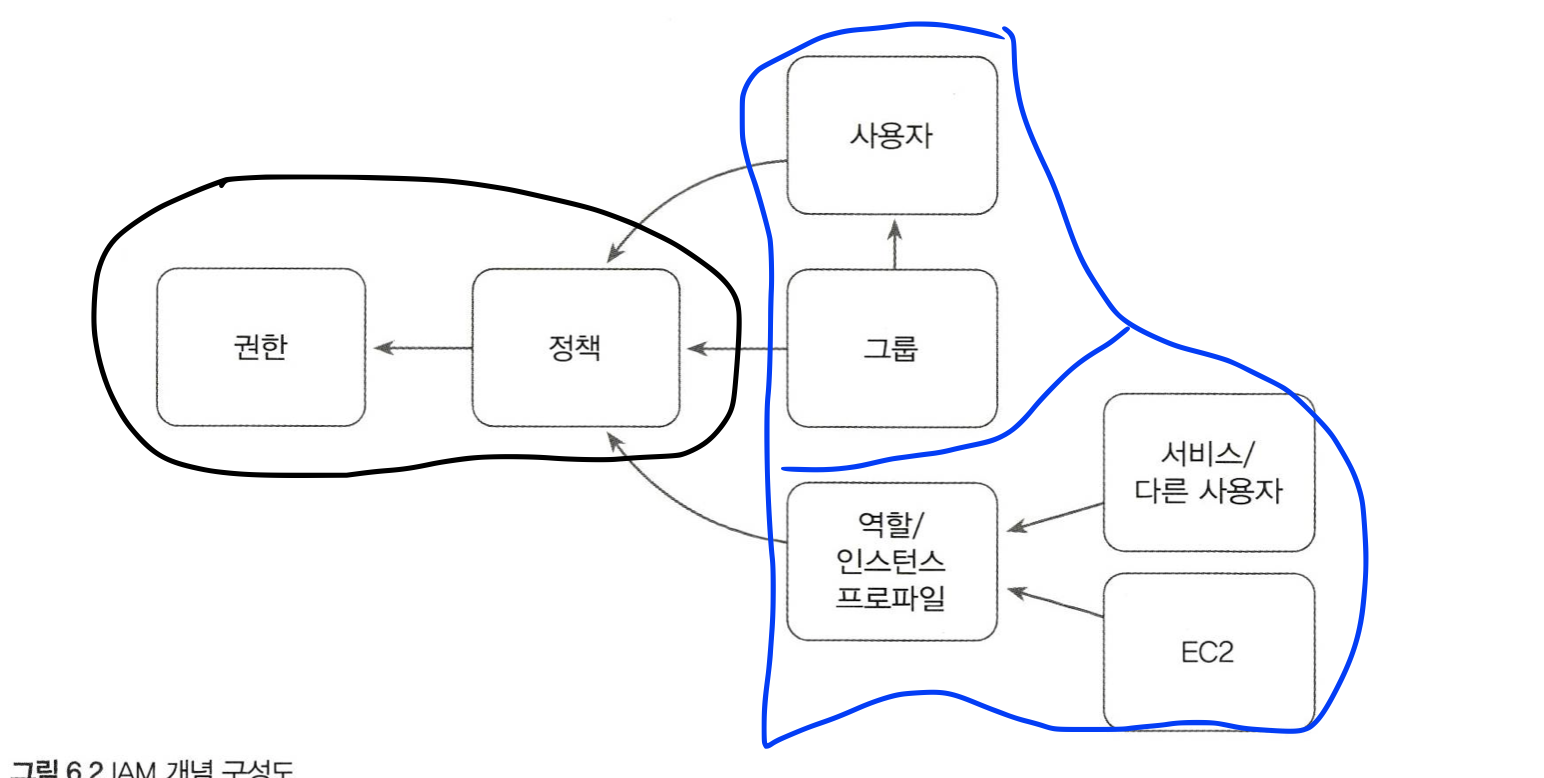 사용자
권한
정책
그룹
서비스/
다른 사용자
역할/
인스턴스
프로파일
EC2
그림 6.2 IAM 개념 구성도